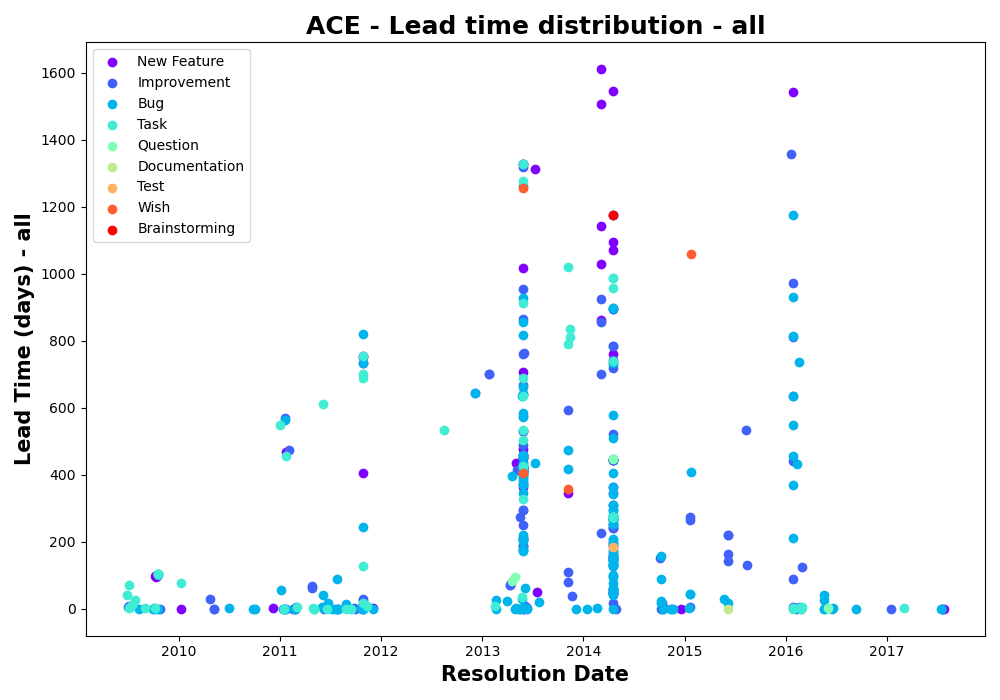 ACE - Lead time distribution - all
New Feature
Improvement
Bug
Task
Question
Documentation
Test
Wish
Brainstorming
Lead Time (days) - all
1600
1400
1200
1000
800
600
400
200
0
2010 2011 2012 2013 2014 2015 2016 2017
Resolution Date